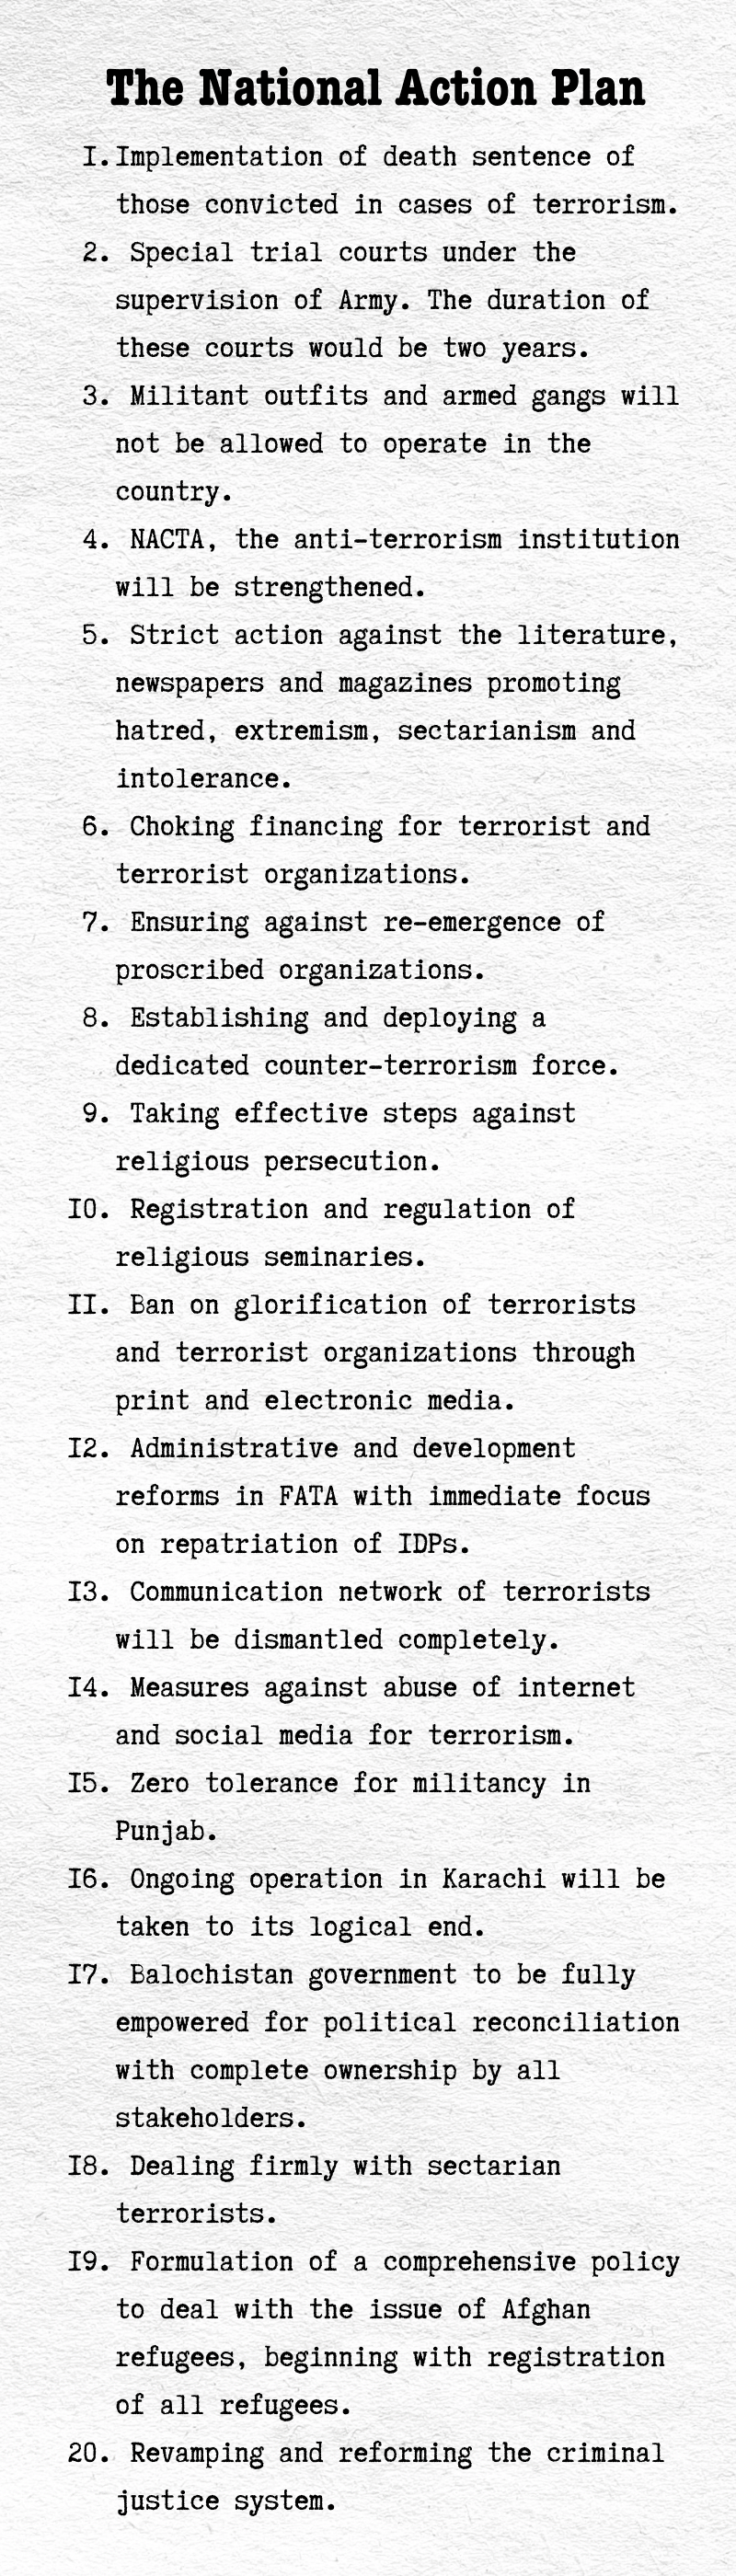 The National Action Plan
1. Implementation of death sentence of
those convicted in cases of terrorism.
2. Special trial courts under the
supervision of Army. The duration of
these courts would be two years.
3. Militant outfits and armed gangs will
not be allowed to operate in the
country.
4. NACTA, the anti-terrorism institution
will be strengthened.
5. Strict action against the literature,
newspapers and magazines promoting
hatred, extremism, sectarianism and
intolerance.
6. Choking financing for terrorist and
terrorist organizations.
7. Ensuring against re-emergence of
proscribed organizations.
8. Establishing and deploying a
dedicated counter-terrorism force.
9. Taking effective steps against
religious persecution.
10. Registration and regulation of
religious seminaries.
11. Ban on glorification of terrorists
and terrorist organizations through
print and electronic media.
12. Administrative and development
reforms in FATA with immediate focus
on repatriation of IDPs.
13. Communication network of terrorists
will be dismantled completely.
14. Measures against abuse of internet
and social media for terrorism.
15. Zero tolerance for militancy in
Punjab.
16. Ongoing operation in Karachi will be
taken to its logical end.
17. Balochistan government to be fully
empowered for political reconciliation
with complete ownership by all
stakeholders.
18. Dealing firmly with sectarian
terrorists.
19. Formulation of a comprehensive policy
to deal with the issue of Afghan
refugees, beginning with registration
of all refugees.
20. Revamping and reforming the criminal
justice system.